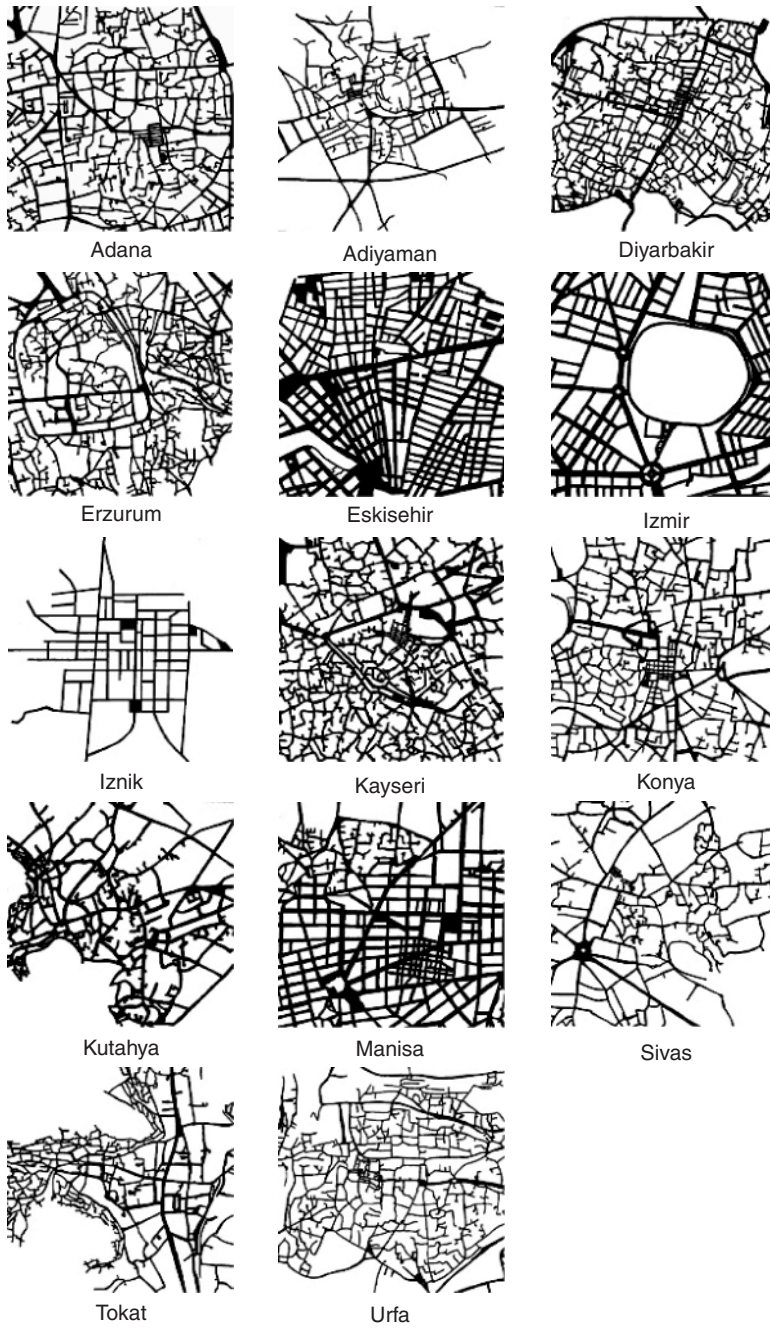 Adana
Adiyaman
Diyarbakir
Erzurum
Eskisehir
Izmir
Iznik
Kayseri
Konya
Kutahya
Manisa
Sivas
Tokat
Urfa